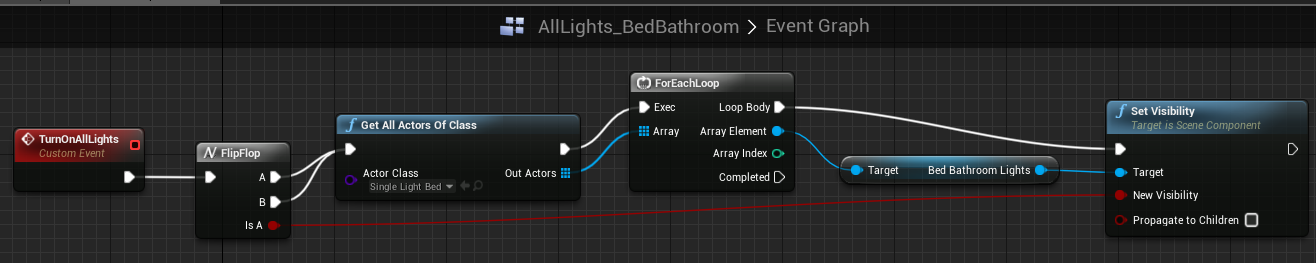 AllLights_BedBathroom > Event Graph
TurnOnAllLights
Custom Event
FlipFlop
A
B
Is A
Get All Actors Of Class
Actor Class
Single Light Bed
Out Actors
ForEachLoop
Exec
Loop Body
Array
Array Element
Array Index
Completed
Target
Bed Bathroom Lights
Set Visibility
Target is Scene Component
Target
New Visibility
Propagate to Children